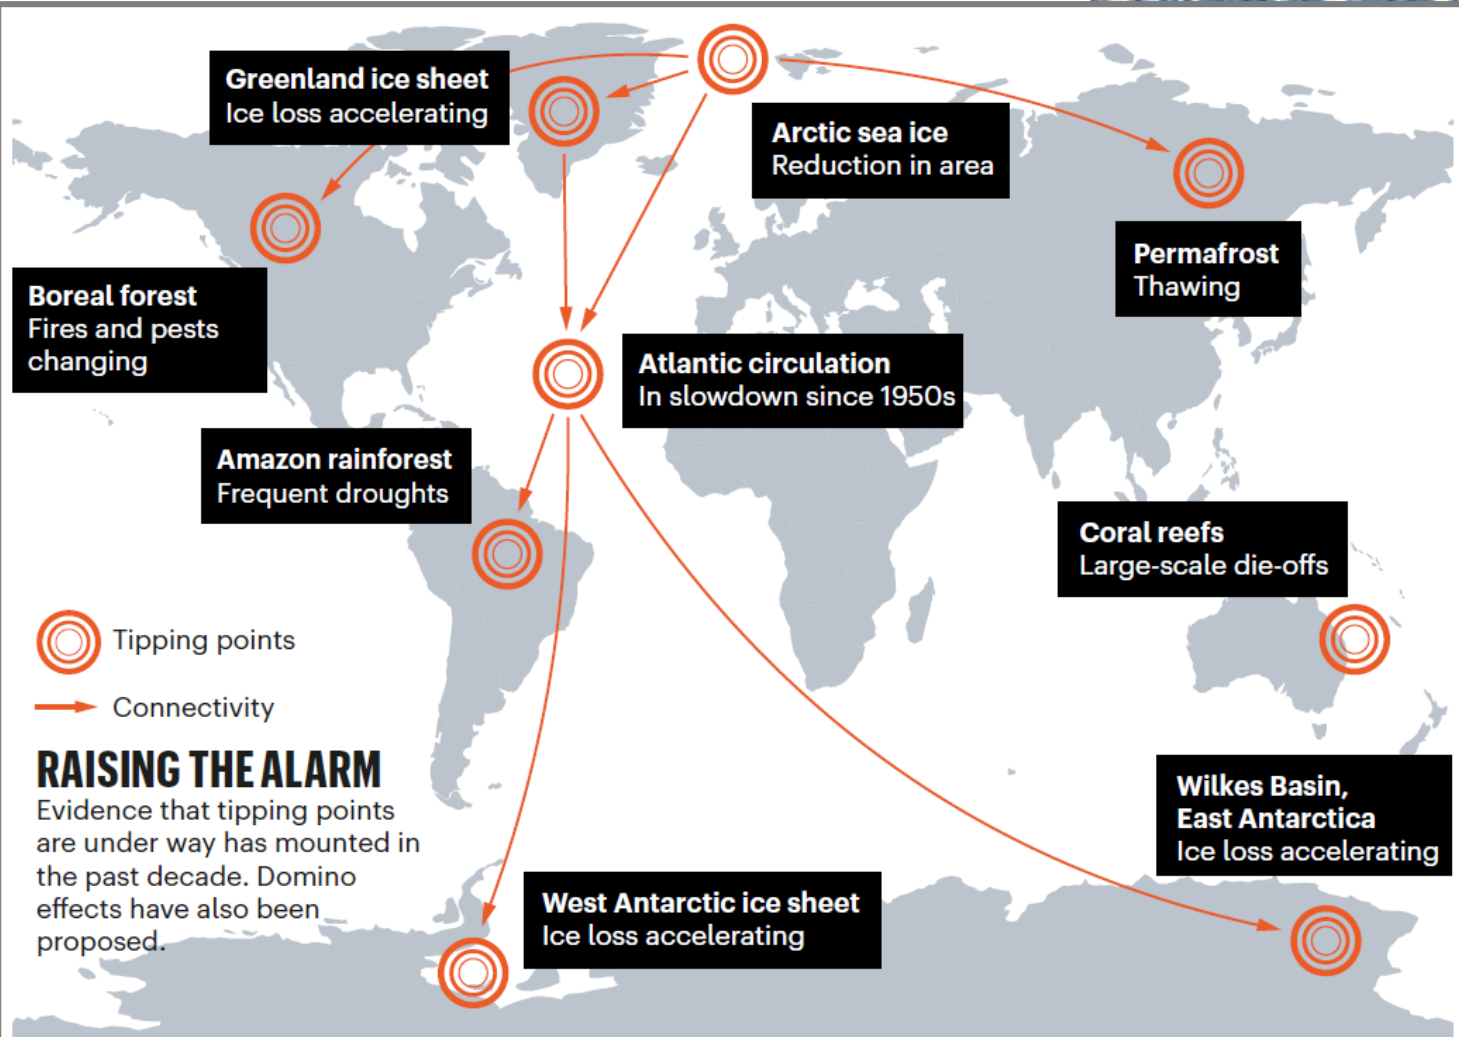 Greenland ice sheet
Ice loss accelerating
Arctic sea ice
Reduction in area
Permafrost
Thawing
Boreal forest
Fires and pests
changing
Atlantic circulation
In slowdown since 1950s
Amazon rainforest
Frequent droughts
Coral reefs
Large-scale die-offs
Tipping points
Connectivity
RAISING THE ALARM
Evidence that tipping points
are under way has mounted in
the past decade. Domino
effects have also been
proposed.
Wilkes Basin,
East Antarctica
Ice loss accelerating
West Antarctic ice sheet
Ice loss accelerating